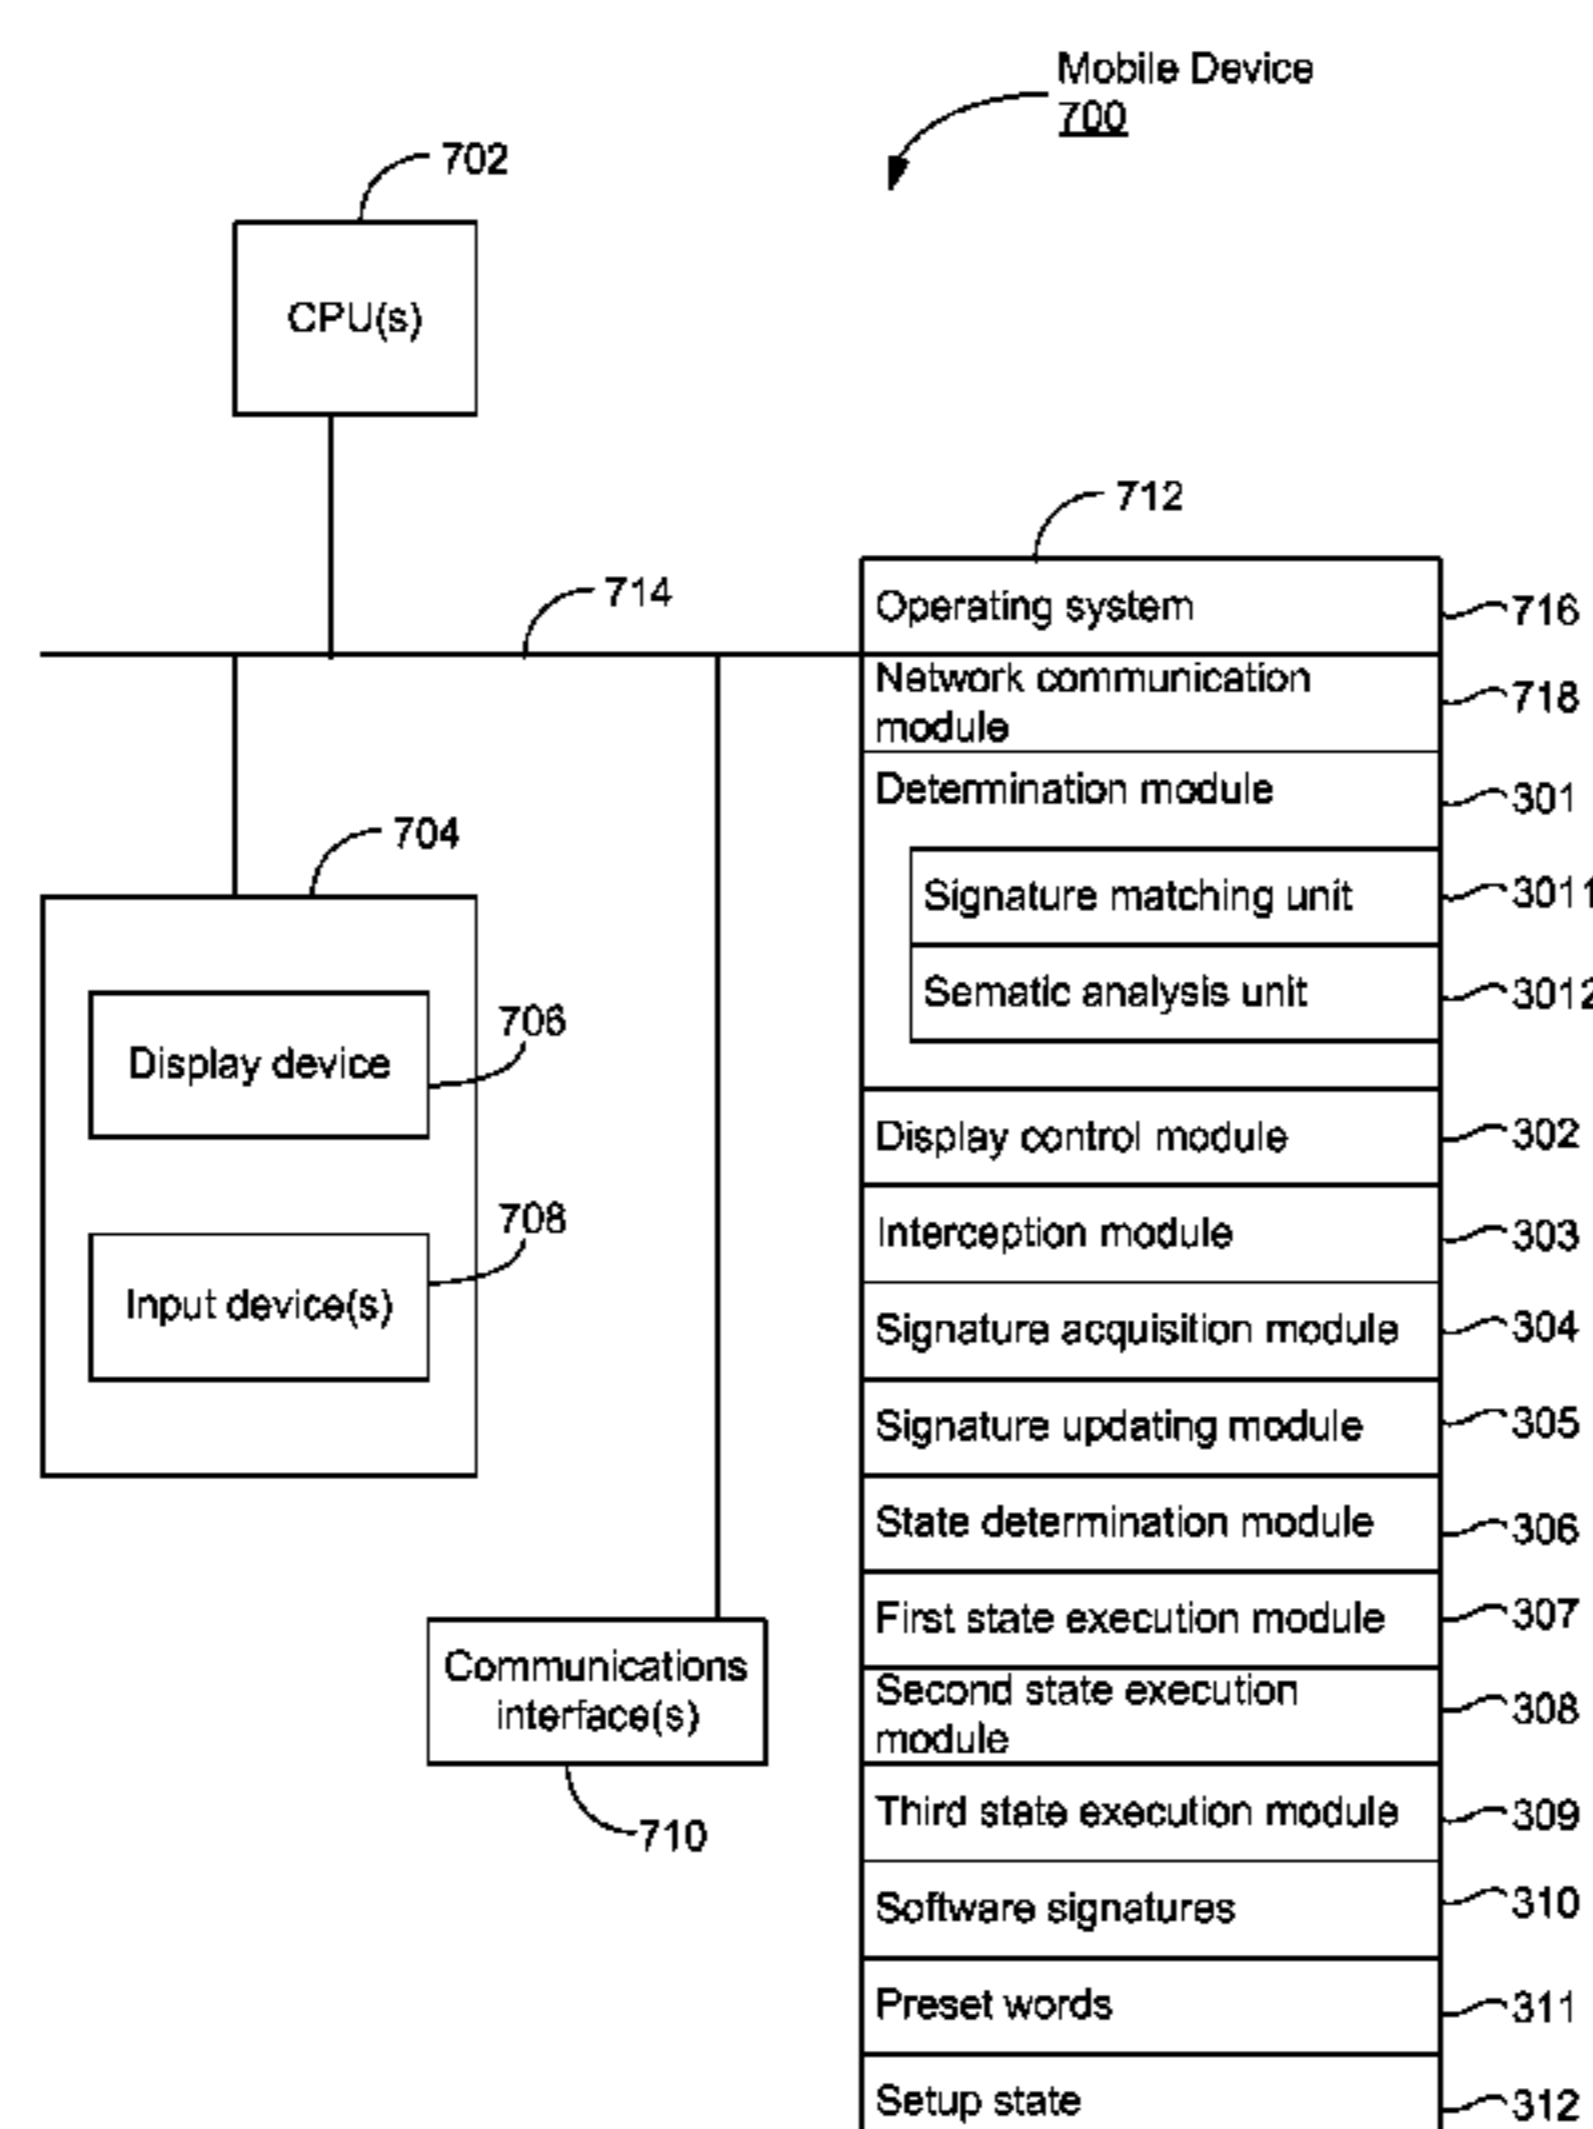 Mobile Device
700
702
CPU(s)
712
714
Operating system
716
Network communication
module
718
Determination module
301
Signature matching unit
3011
Sematic analysis unit
3012
704
Display device
706
Input device(s)
708
Display control module
302
Interception module
303
Signature acquisition module
304
Signature updating module
305
State determination module
306
First state execution module
307
Communications
interface(s)
710
Second state execution
module
308
Third state execution module
309
Software signatures
310
Preset words
311
Setup state
312